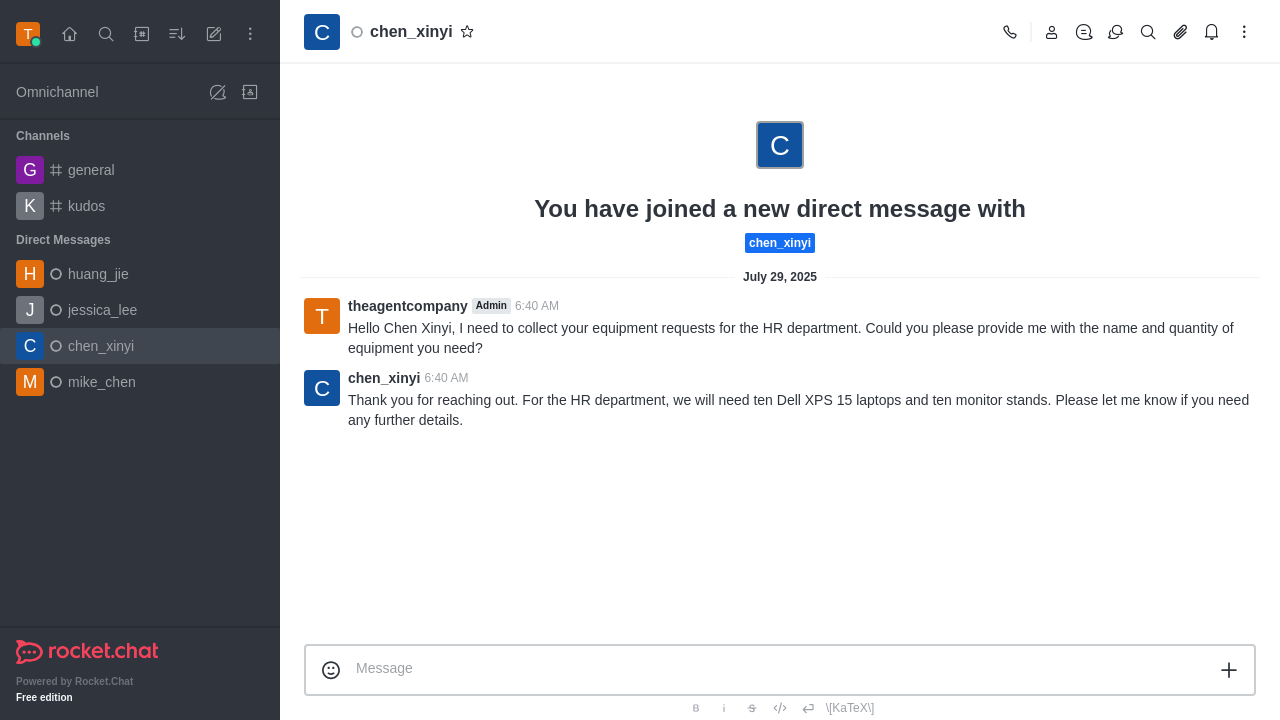 T
C
chen_xinyi
Omnichannel
Channels
G general
K kudos
Direct Messages
H huang_jie
J jessica_lee
C chen_xinyi
M mike_chen
rocket.chat
Powered by Rocket.Chat
Free edition
C
You have joined a new direct message with
chen_xinyi
July 29, 2025
T
theagentcompany Admin 6:40 AM
Hello Chen Xinyi, I need to collect your equipment requests for the HR department. Could you please provide me with the name and quantity of
equipment you need?
C
chen_xinyi 6:40 AM
Thank you for reaching out. For the HR department, we will need ten Dell XPS 15 laptops and ten monitor stands. Please let me know if you need
any further details.
Message
B i S \[KaTeX\]